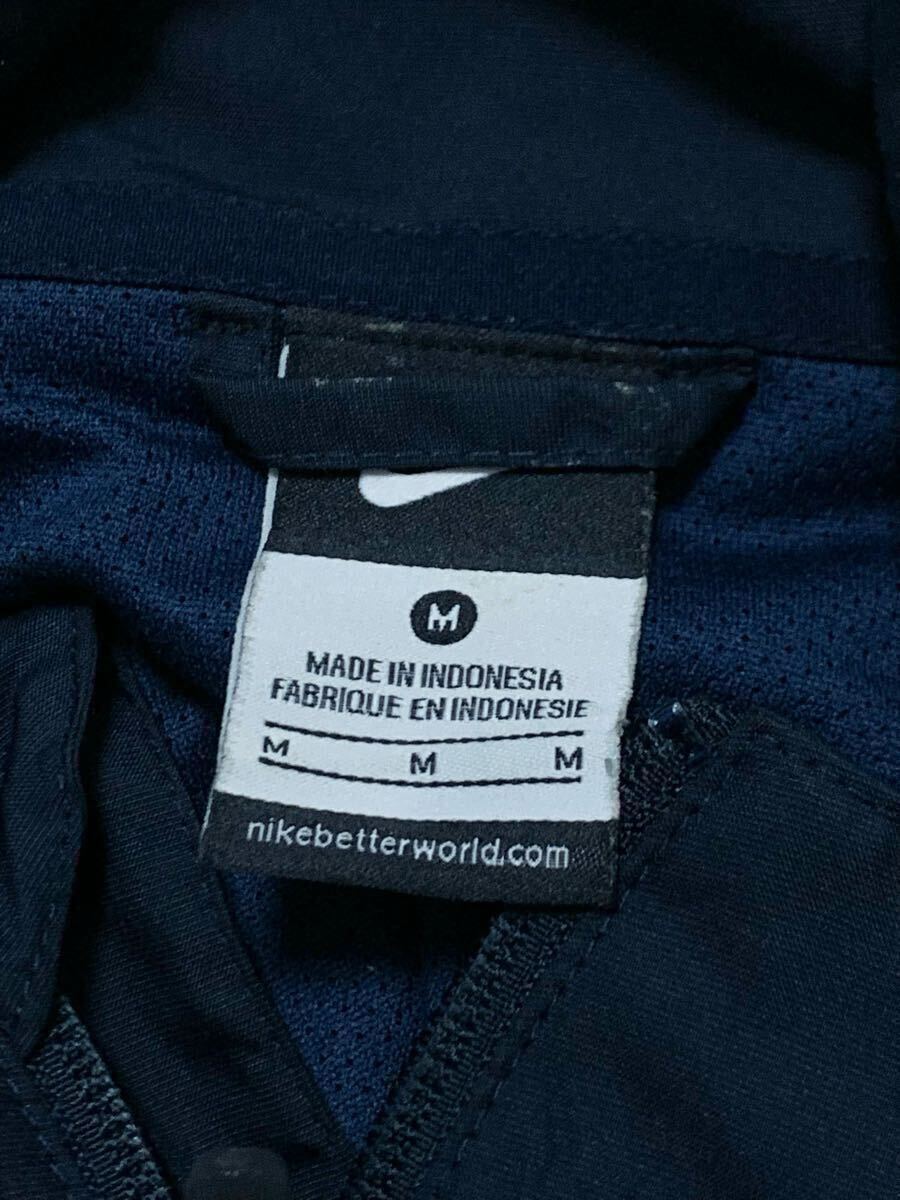 M
MADE IN INDONESIA
FABRIQUE EN INDONESIE
M M M
nikebetterworld.com